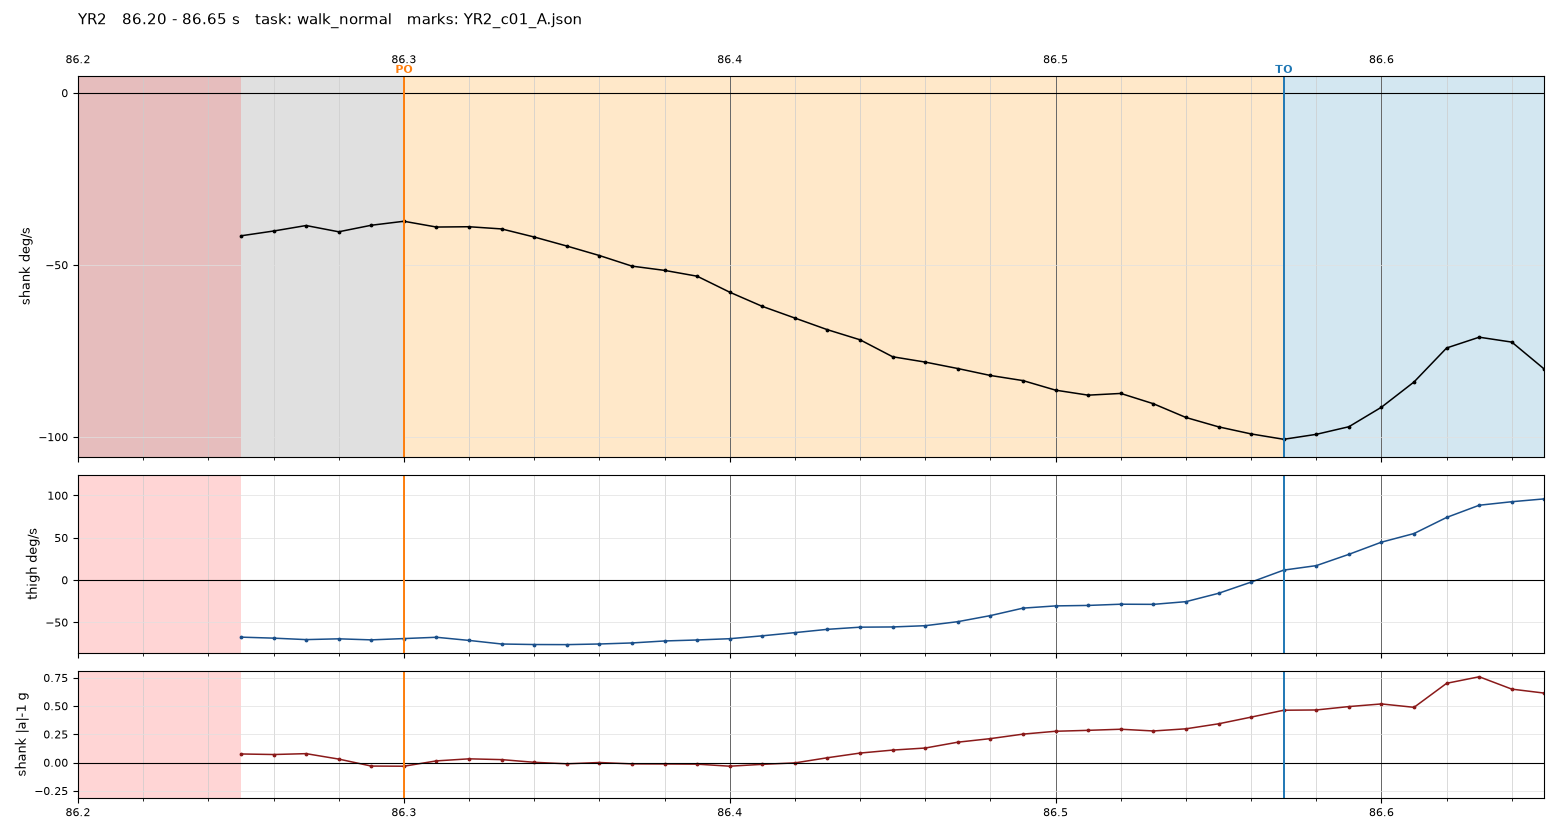 YR2   86.20 - 86.65 s   task: walk_normal   marks: YR2_c01_A.json
86.2 86.3 86.4 86.5 86.6
PO TO
0
−50
−100
shank deg/s
100
50
0
−50
thigh deg/s
0.75
0.50
0.25
0.00
−0.25
shank |a|-1 g
86.2 86.3 86.4 86.5 86.6